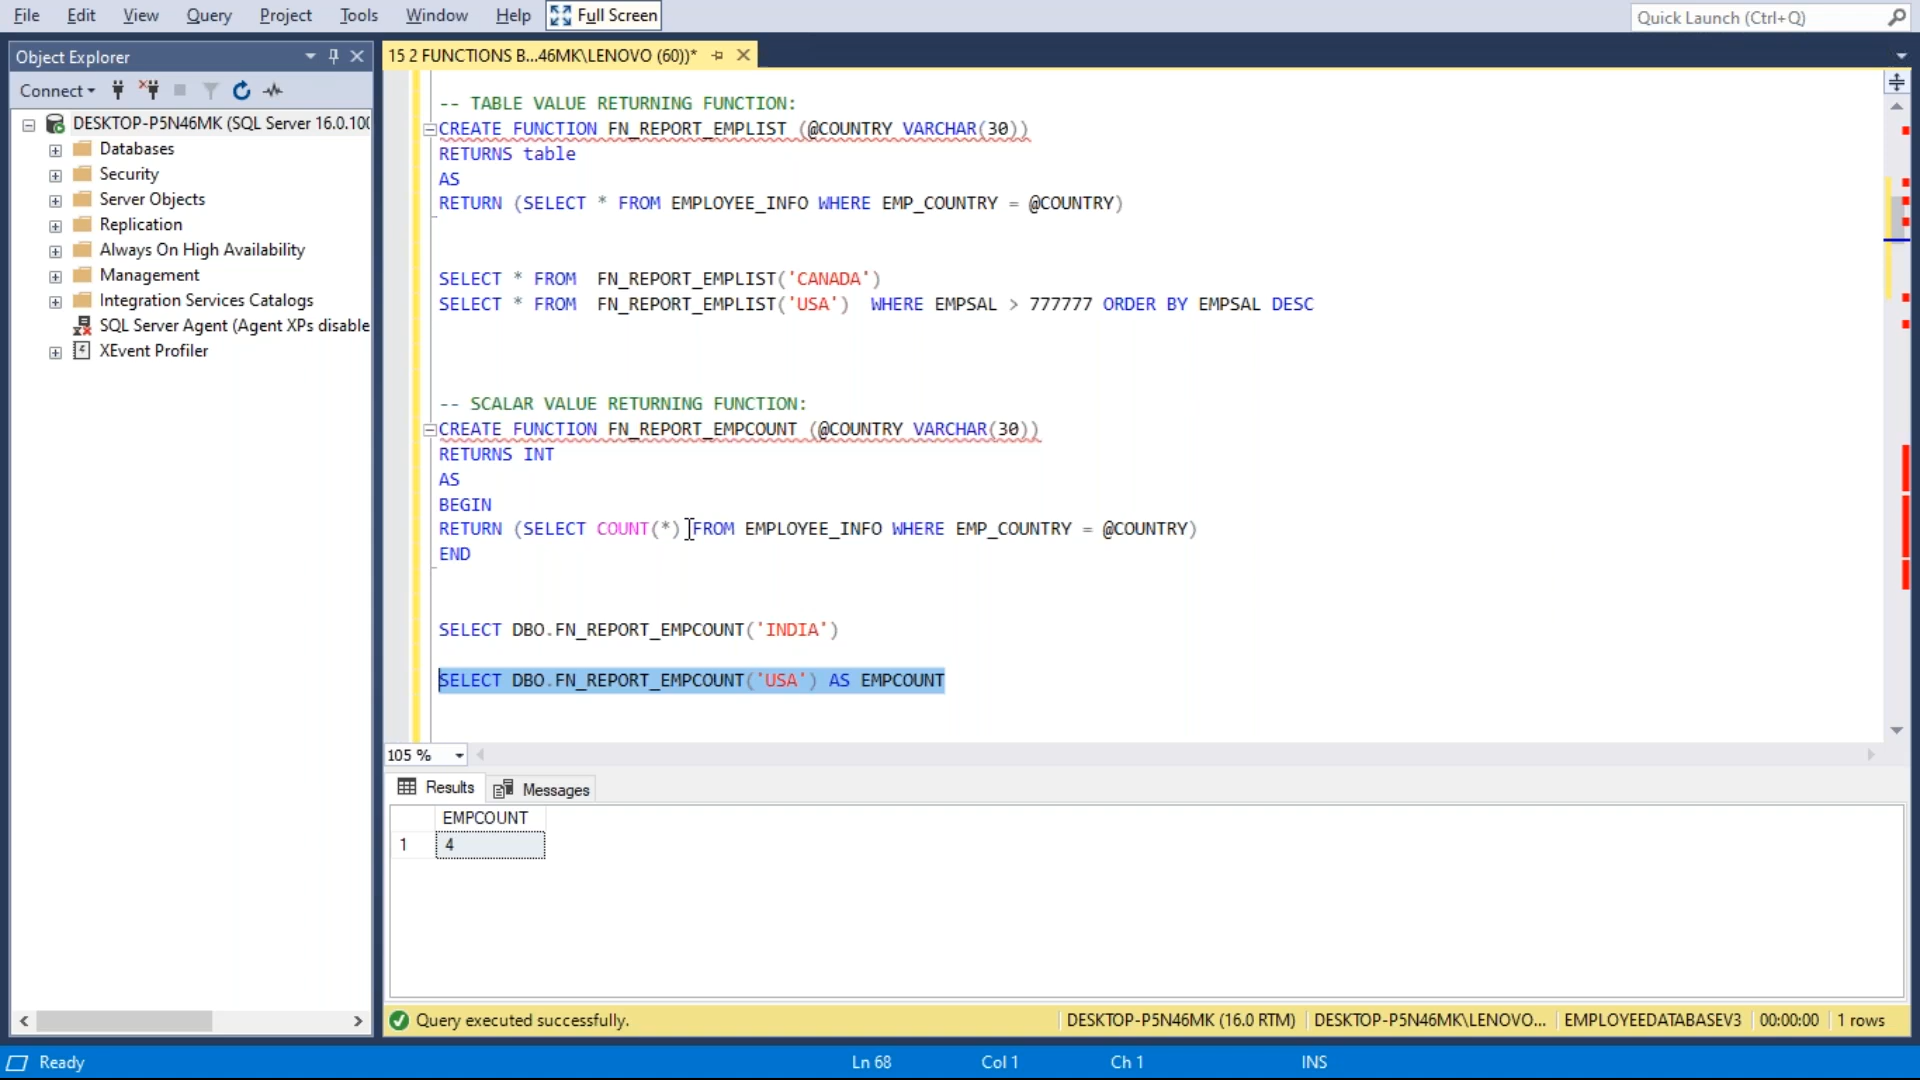 File Edit View Query Project Tools Window Help Full Screen
Quick Launch (Ctrl+Q)
Object Explorer
Connect
DESKTOP-P5N46MK (SQL Server 16.0.100
Databases
Security
Server Objects
Replication
Always On High Availability
Management
Integration Services Catalogs
SQL Server Agent (Agent XPs disable
XEvent Profiler
15 2 FUNCTIONS B...46MK\LENOVO (60))*
-- TABLE VALUE RETURNING FUNCTION:
CREATE FUNCTION FN_REPORT_EMPLIST (@COUNTRY VARCHAR(30))
RETURNS table
AS
RETURN (SELECT * FROM EMPLOYEE_INFO WHERE EMP_COUNTRY = @COUNTRY)
SELECT * FROM FN_REPORT_EMPLIST('CANADA')
SELECT * FROM FN_REPORT_EMPLIST('USA') WHERE EMPSAL > 777777 ORDER BY EMPSAL DESC
-- SCALAR VALUE RETURNING FUNCTION:
CREATE FUNCTION FN_REPORT_EMPCOUNT (@COUNTRY VARCHAR(30))
RETURNS INT
AS
BEGIN
RETURN (SELECT COUNT(*) FROM EMPLOYEE_INFO WHERE EMP_COUNTRY = @COUNTRY)
END
SELECT DBO.FN_REPORT_EMPCOUNT('INDIA')
SELECT DBO.FN_REPORT_EMPCOUNT('USA') AS EMPCOUNT
105 %
Results Messages
EMPCOUNT
1 4
Query executed successfully.
DESKTOP-P5N46MK (16.0 RTM) DESKTOP-P5N46MK\LENOVO... EMPLOYEEDATABASEV3 00:00:00 1 rows
Ready Ln 68 Col 1 Ch 1 INS